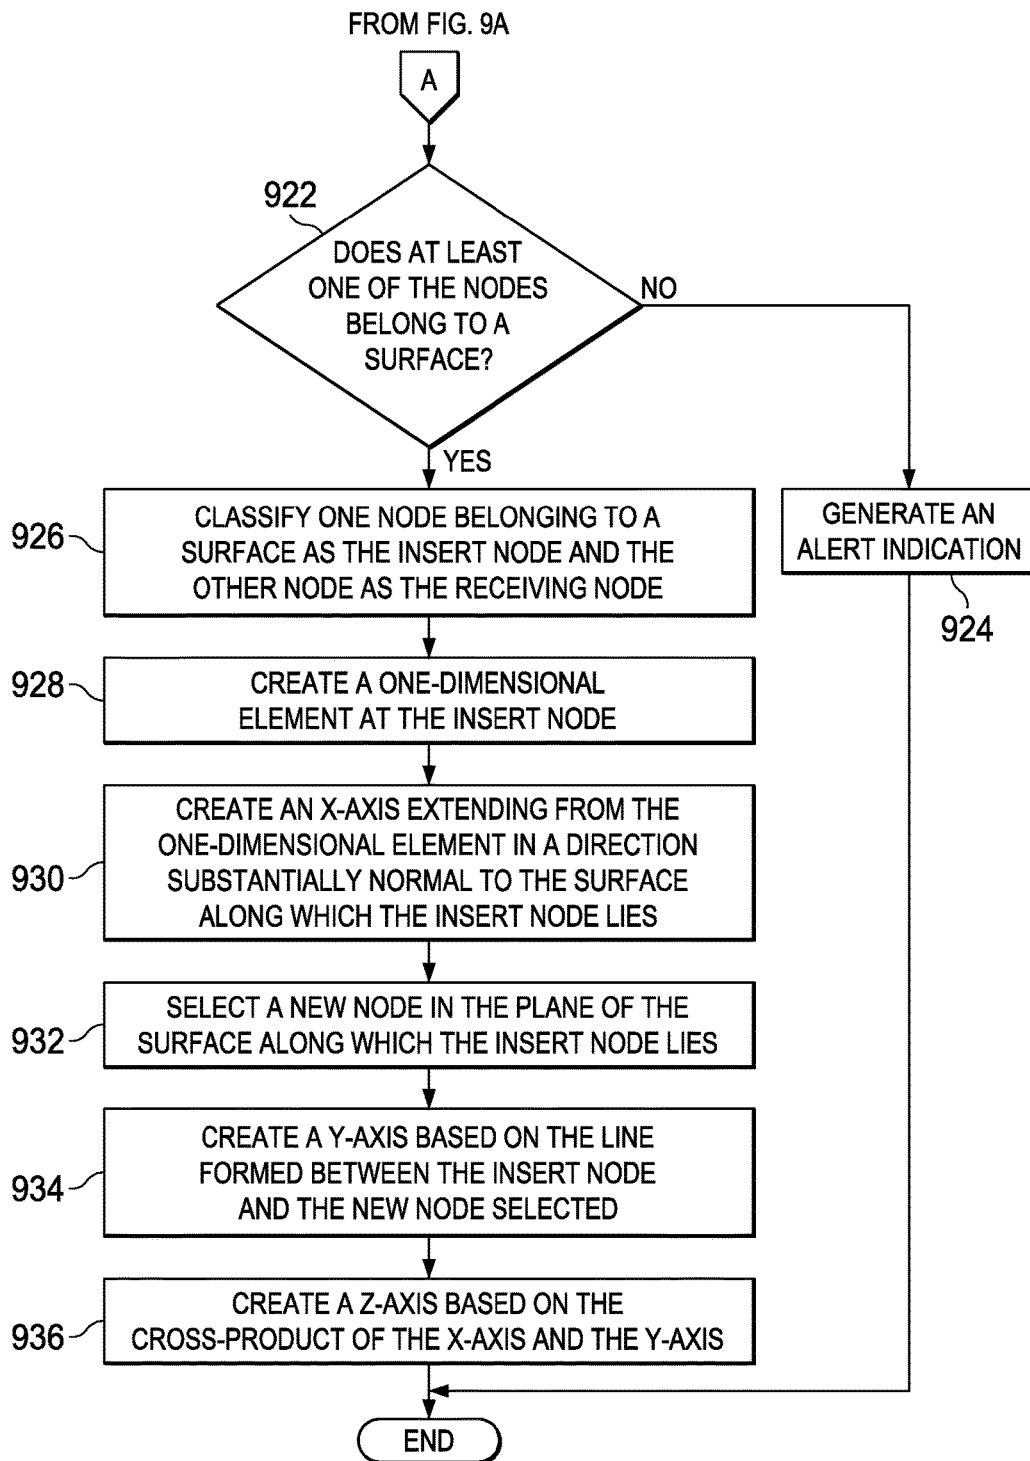 FROM FIG. 9A
A
922
DOES AT LEAST
ONE OF THE NODES
BELONG TO A
SURFACE?
NO
YES
926
CLASSIFY ONE NODE BELONGING TO A
SURFACE AS THE INSERT NODE AND THE
OTHER NODE AS THE RECEIVING NODE
GENERATE AN
ALERT INDICATION
924
928
CREATE A ONE-DIMENSIONAL
ELEMENT AT THE INSERT NODE
930
CREATE AN X-AXIS EXTENDING FROM THE
ONE-DIMENSIONAL ELEMENT IN A DIRECTION
SUBSTANTIALLY NORMAL TO THE SURFACE
ALONG WHICH THE INSERT NODE LIES
932
SELECT A NEW NODE IN THE PLANE OF THE
SURFACE ALONG WHICH THE INSERT NODE LIES
934
CREATE A Y-AXIS BASED ON THE LINE
FORMED BETWEEN THE INSERT NODE
AND THE NEW NODE SELECTED
936
CREATE A Z-AXIS BASED ON THE
CROSS-PRODUCT OF THE X-AXIS AND THE Y-AXIS
END